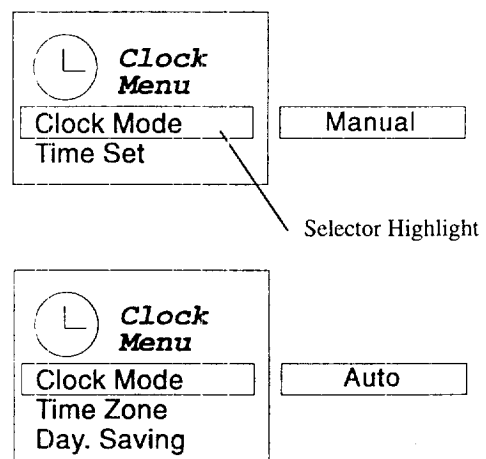 Clock
Menu
Clock Mode
Manual
Time Set
Selector Highlight
Clock
Menu
Clock Mode
Auto
Time Zone
Day. Saving